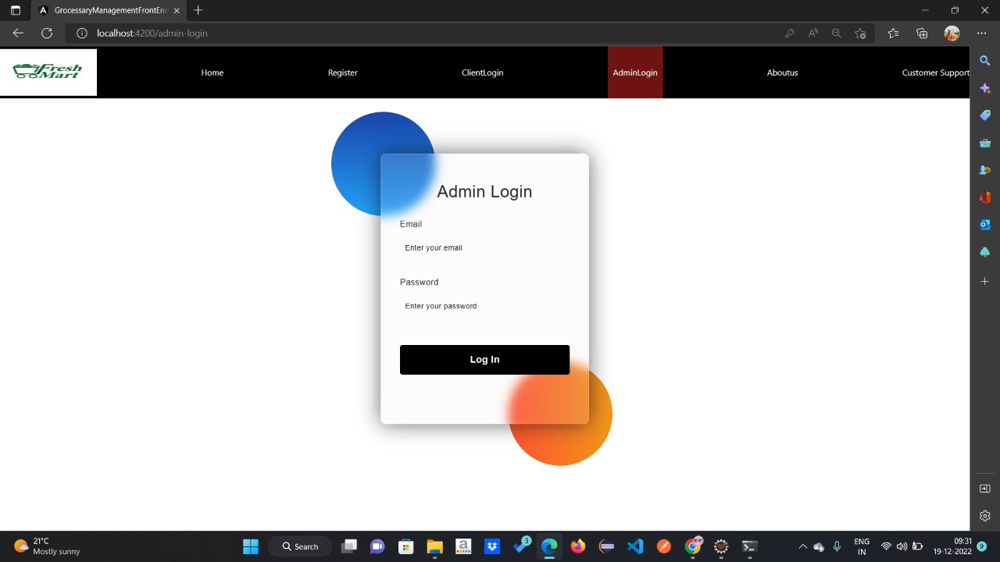 GrocessaryManagementFrontEnd
localhost:4200/admin-login
Fresh
Mart
Home
Register
ClientLogin
AdminLogin
Aboutus
Customer Support
Admin Login
Email
Enter your email
Password
Enter your password
Log In
21°C
Mostly sunny
Search
a
3
ENG
IN
09:31
19-12-2022
9